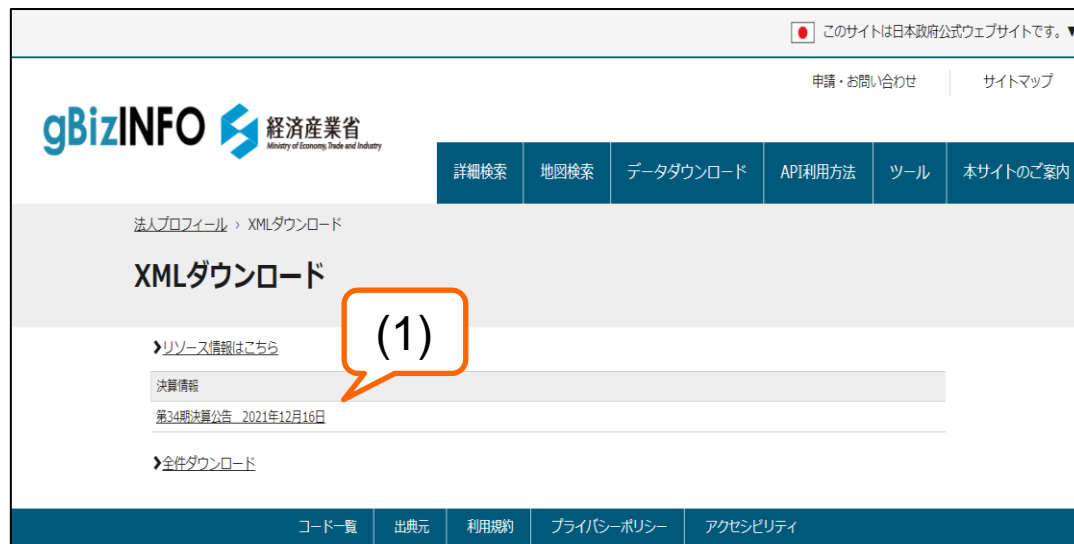 このサイトは日本政府公式ウェブサイトです。▼
申請・お問い合わせ サイトマップ
gBizINFO 経済産業省
Ministry of Economy, Trade and Industry
詳細検索 地図検索 データダウンロード API利用方法 ツール 本サイトのご案内
法人プロフィール › XMLダウンロード
XMLダウンロード
(1)
❯リソース情報はこちら
決算情報
第34期決算公告 2021年12月16日
❯全件ダウンロード
コード一覧 出典元 利用規約 プライバシーポリシー アクセシビリティ